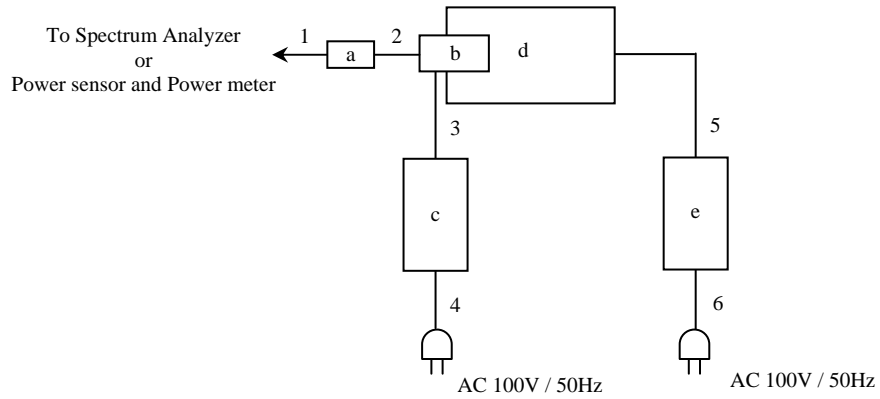 To Spectrum Analyzer
or
Power sensor and Power meter
1
a
2
b
d
3
5
c
e
4
6
AC 100V / 50Hz
AC 100V / 50Hz